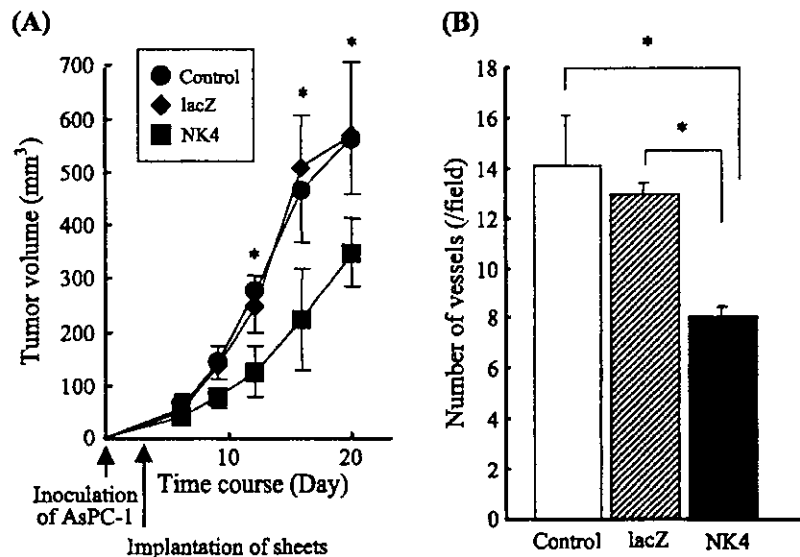 (A)
Control
lacZ
NK4
700
600
500
400
300
200
100
0
Tumor volume (mm³)
*
*
*
10
20
Time course (Day)
Inoculation
of AsPC-1
Implantation of sheets
(B)
*
*
18
16
14
12
10
8
6
4
2
0
Number of vessels (/field)
Control
lacZ
NK4